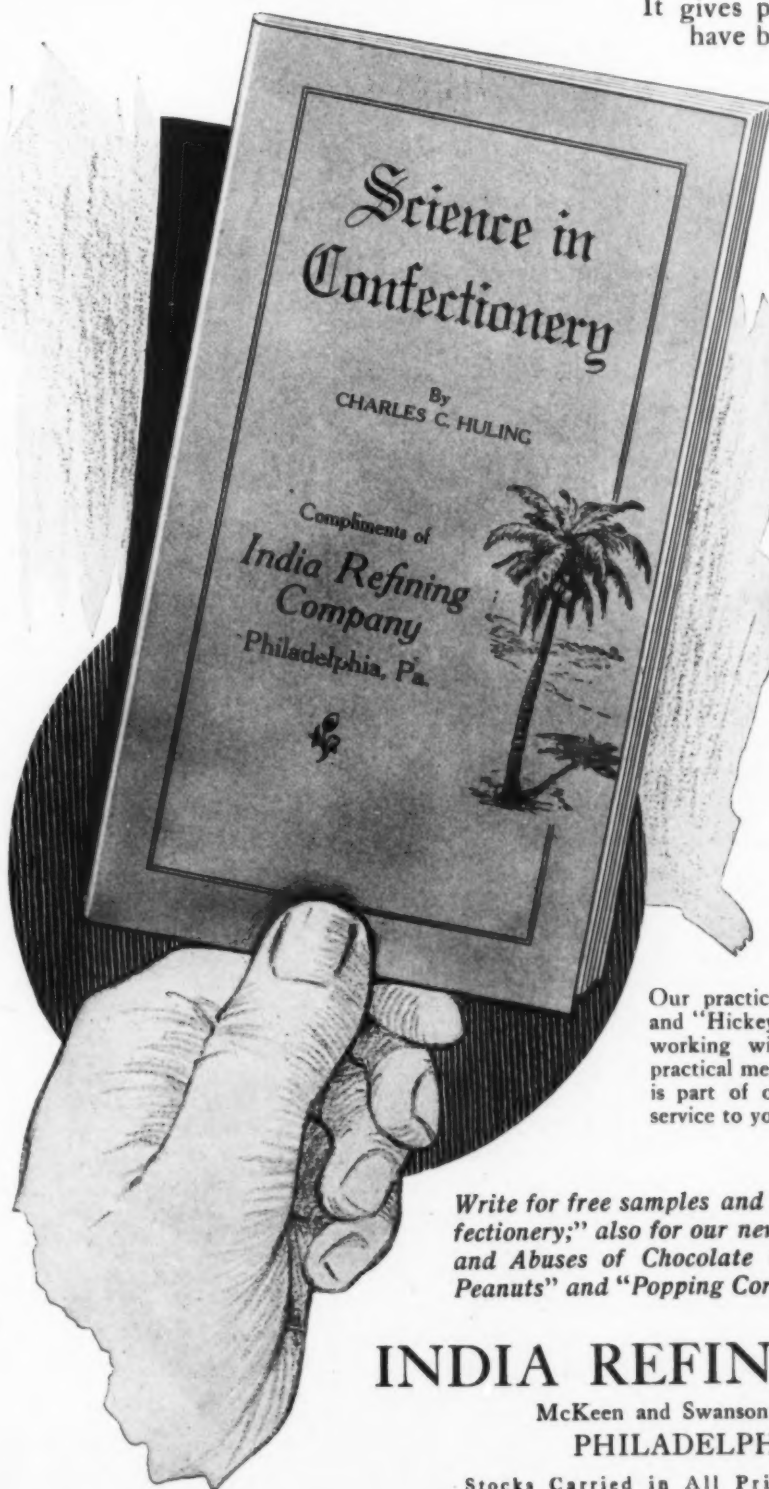 It gives p
have b
Science in
Confectionery
By
CHARLES C. HULING
Compliments of
India Refining
Company
Philadelphia, Pa.
Our practic
and "Hickey
working wi
practical me
is part of o
service to yo
Write for free samples and
fectionery;" also for our ne
and Abuses of Chocolate
Peanuts" and "Popping Cor
INDIA REFIN
McKeen and Swanson
PHILADELPH
Stocks Carried in All Pri